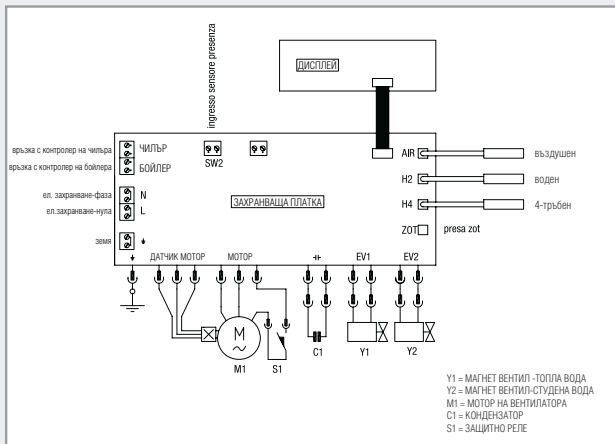 ingresso sensore presenza
ДИСПЛЕЙ
връзка с контролер на чилъра
ЧИЛЪР
връзка с контролер на бойлера
БОЙЛЕР
SW2
AIR
въздушен
H2
воден
ел. захранване-фаза
N
ел.захранване-нула
L
ЗАХРАНВАЩА ПЛАТКА
H4
4-тръбен
ZOT
presa zot
земя
ДАТЧИК МОТОР
МОТОР
EV1
EV2
M
M1
S1
C1
Y1
Y2
Y1 = МАГНЕТ ВЕНТИЛ -ТОПЛА ВОДА
Y2 = МАГНЕТ ВЕНТИЛ-СТУДЕНА ВОДА
M1 = МОТОР НА ВЕНТИЛАТОРА
C1 = КОНДЕНЗАТОР
S1 = ЗАЩИТНО РЕЛЕ